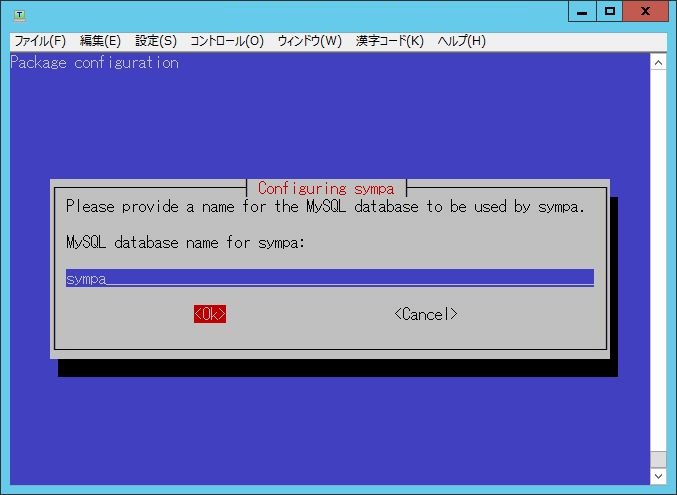 ファイル(F) 編集(E) 設定(S) コントロール(O) ウィンドウ(W) 漢字コード(K) ヘルプ(H)
Package configuration
Configuring sympa
Please provide a name for the MySQL database to be used by sympa.
MySQL database name for sympa:
sympa
<Ok> <Cancel>